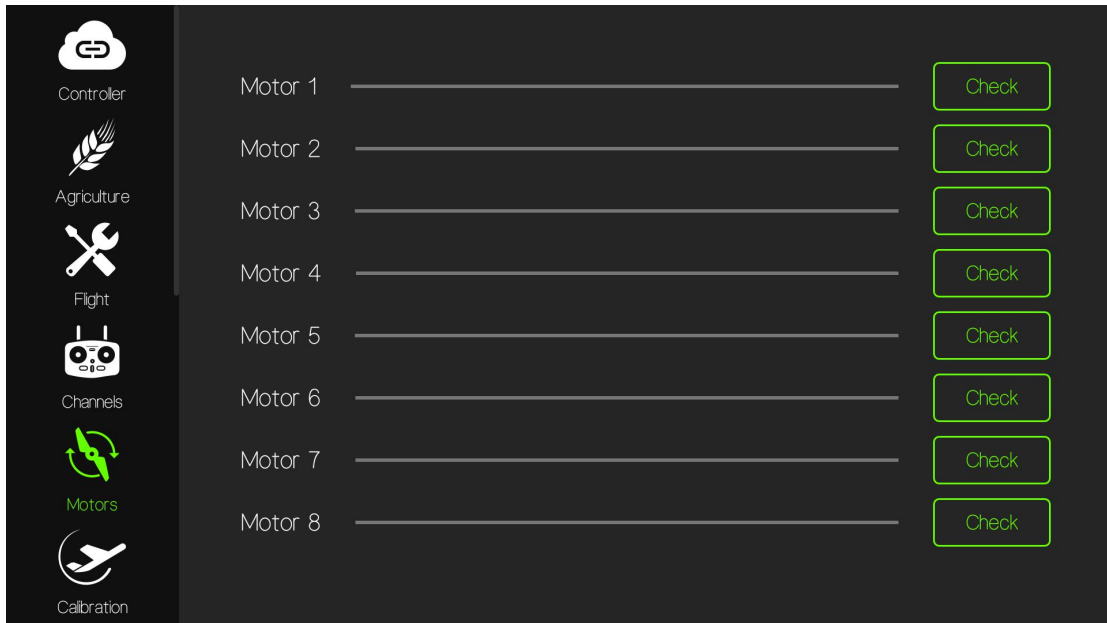 Controller
Agriculture
Flight
Channels
Motors
Calibration
Motor 1 Check
Motor 2 Check
Motor 3 Check
Motor 4 Check
Motor 5 Check
Motor 6 Check
Motor 7 Check
Motor 8 Check